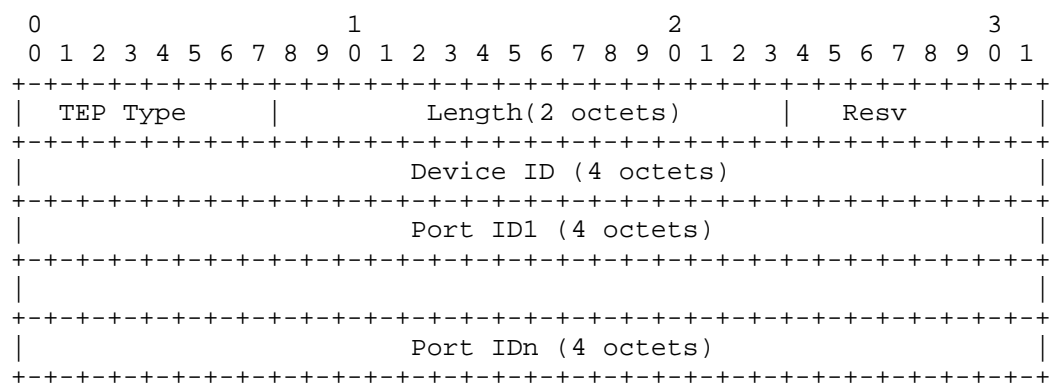 0                   1                   2                   3
 0 1 2 3 4 5 6 7 8 9 0 1 2 3 4 5 6 7 8 9 0 1 2 3 4 5 6 7 8 9 0 1
+-+-+-+-+-+-+-+-+-+-+-+-+-+-+-+-+-+-+-+-+-+-+-+-+-+-+-+-+-+-+-+-+
|  TEP Type     |         Length(2 octets)      |   Resv        |
+-+-+-+-+-+-+-+-+-+-+-+-+-+-+-+-+-+-+-+-+-+-+-+-+-+-+-+-+-+-+-+-+
|                        Device ID (4 octets)                   |
+-+-+-+-+-+-+-+-+-+-+-+-+-+-+-+-+-+-+-+-+-+-+-+-+-+-+-+-+-+-+-+-+
|                        Port ID1 (4 octets)                    |
+-+-+-+-+-+-+-+-+-+-+-+-+-+-+-+-+-+-+-+-+-+-+-+-+-+-+-+-+-+-+-+-+
|                                                               |
+-+-+-+-+-+-+-+-+-+-+-+-+-+-+-+-+-+-+-+-+-+-+-+-+-+-+-+-+-+-+-+-+
|                        Port IDn (4 octets)                    |
+-+-+-+-+-+-+-+-+-+-+-+-+-+-+-+-+-+-+-+-+-+-+-+-+-+-+-+-+-+-+-+-+